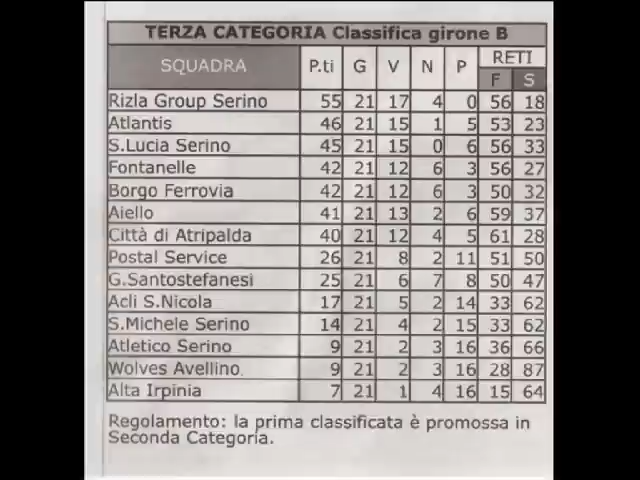 TERZA CATEGORIA Classifica girone B
SQUADRA P.ti G V N P RETI
F S
Rizla Group Serino 55 21 17 4 0 56 18
Atlantis 46 21 15 1 5 53 23
S.Lucia Serino 45 21 15 0 6 56 33
Fontanelle 42 21 12 6 3 56 27
Borgo Ferrovia 42 21 12 6 3 50 32
Aiello 41 21 13 2 6 59 37
Città di Atripalda 40 21 12 4 5 61 28
Postal Service 26 21 8 2 11 51 50
G.Santostefanesi 25 21 6 7 8 50 47
Acli S.Nicola 17 21 5 2 14 33 62
S.Michele Serino 14 21 4 2 15 33 62
Atletico Serino 9 21 2 3 16 36 66
Wolves Avellino 9 21 2 3 16 28 87
Alta Irpinia 7 21 1 4 16 15 64
Regolamento: la prima classificata è promossa in
Seconda Categoria.